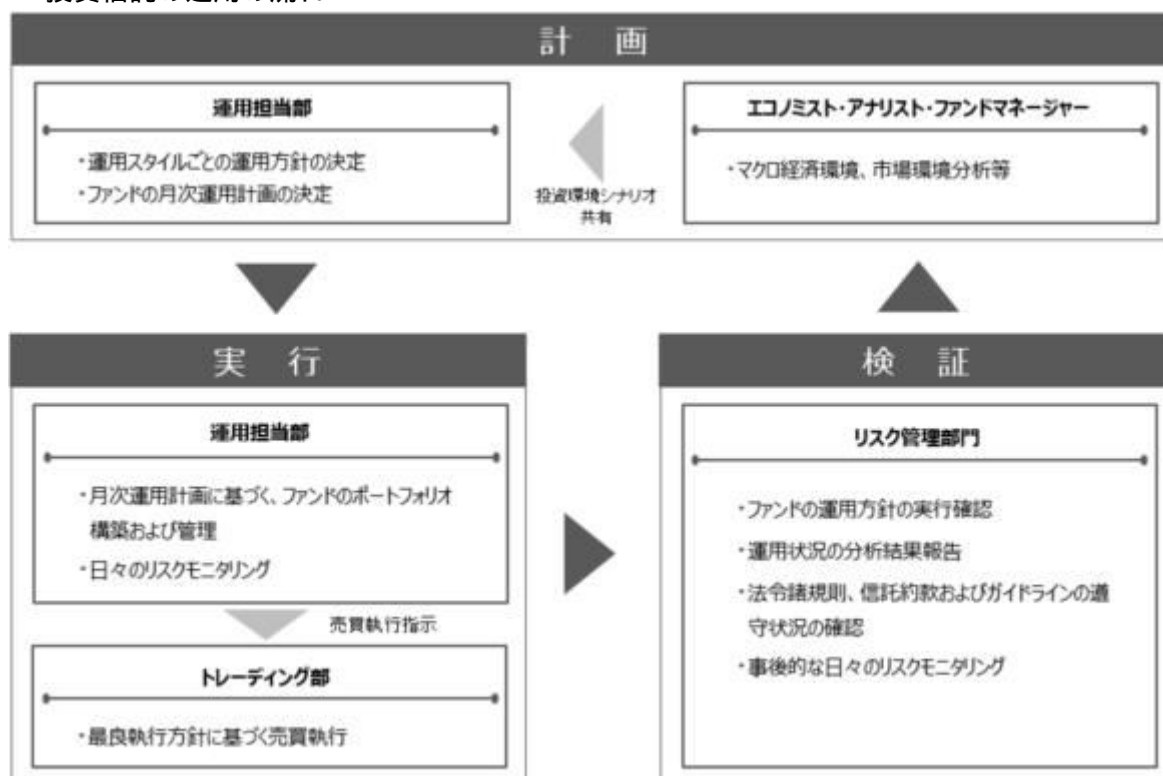 計 画
運用担当部
・運用スタイルごとの運用方針の決定
・ファンドの月次運用計画の決定
投資環境シナリオ
共有
エコノミスト・アナリスト・ファンドマネージャー
・マクロ経済環境、市場環境分析等
実 行
運用担当部
・月次運用計画に基づく、ファンドのポートフォリオ
構築および管理
・日々のリスクモニタリング
売買執行指示
トレーディング部
・最良執行方針に基づく売買執行
検 証
リスク管理部門
・ファンドの運用方針の実行確認
・運用状況の分析結果報告
・法令諸規則、信託約款およびガイドラインの遵
守状況の確認
・事後的な日々のリスクモニタリング